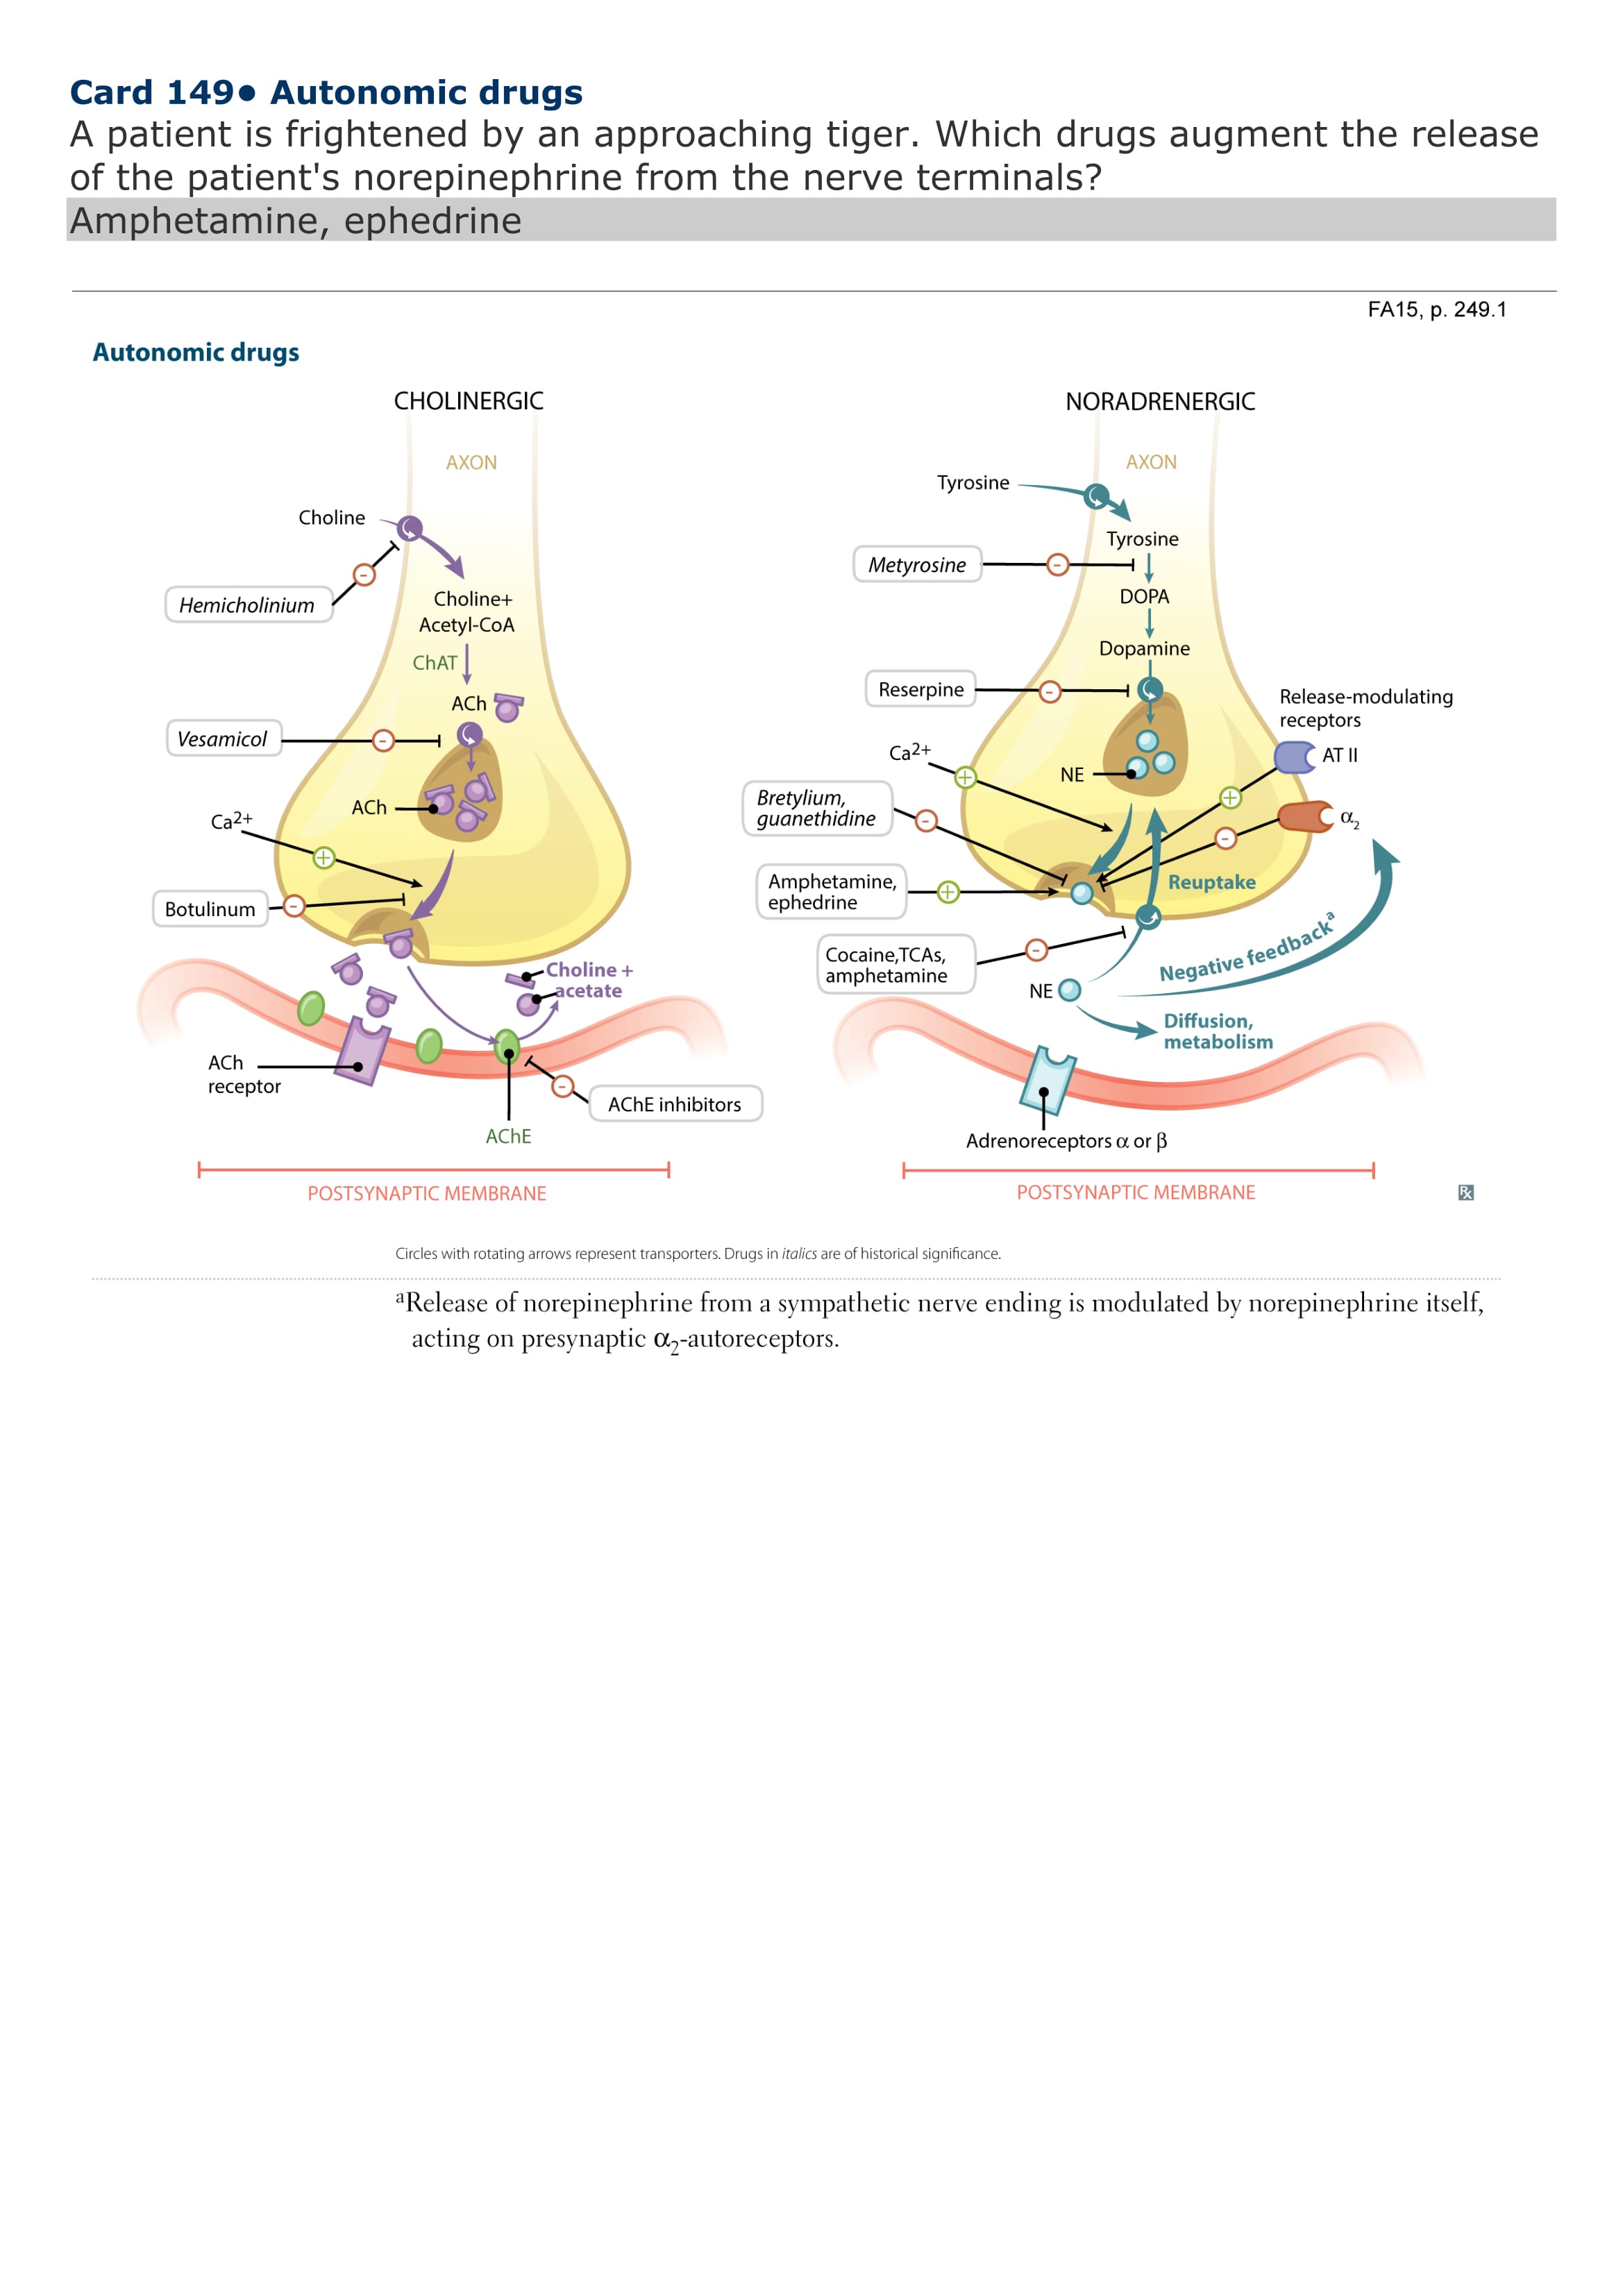 Card 149• Autonomic drugs
A patient is frightened by an approaching tiger. Which drugs augment the release
of the patient's norepinephrine from the nerve terminals?
Amphetamine, ephedrine
FA15, p. 249.1
Autonomic drugs
CHOLINERGIC
AXON
Choline
Hemicholinium
Choline+
Acetyl-CoA
ChAT
ACh
Vesamicol
ACh
Ca2+
Botulinum
Choline +
acetate
ACh
receptor
AChE inhibitors
AChE
POSTSYNAPTIC MEMBRANE
NORADRENERGIC
AXON
Tyrosine
Tyrosine
Metyrosine
DOPA
Dopamine
Reserpine
Release-modulating
receptors
AT II
Ca2+
NE
Bretylium,
guanethidine
α2
Amphetamine,
ephedrine
Reuptake
Cocaine,TCAs,
amphetamine
Negative feedbacka
NE
Diffusion,
metabolism
Adrenoreceptors α or β
POSTSYNAPTIC MEMBRANE
Rx
Circles with rotating arrows represent transporters. Drugs in italics are of historical significance.
aRelease of norepinephrine from a sympathetic nerve ending is modulated by norepinephrine itself,
acting on presynaptic α2-autoreceptors.